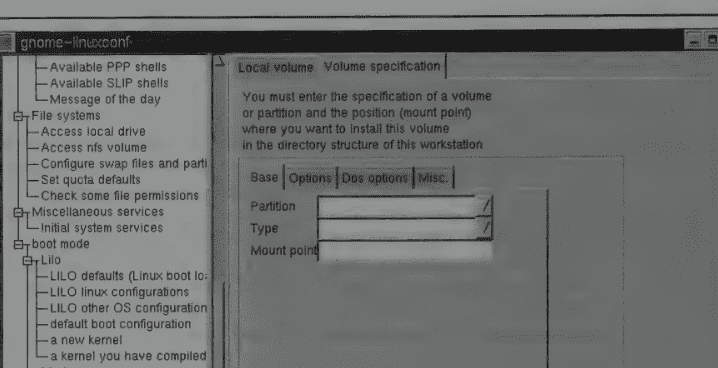 gnome-linuxconf
Available PPP shells
Available SLIP shells
Message of the day
File systems
Access local drive
Access nfs volume
Configure swap files and parti
Set quota defaults
Check some file permissions
Miscellaneous services
Initial system services
boot mode
Lilo
LILO defaults (Linux boot loa
LILO linux configurations
LILO other OS configuration
default boot configuration
a new kernel
a kernel you have compiled
Local volume Volume specification
You must enter the specification of a volume
or partition and the position (mount point)
where you want to install this volume
in the directory structure of this workstation
Base Options Dos options Misc.
Partition
Type
Mount point